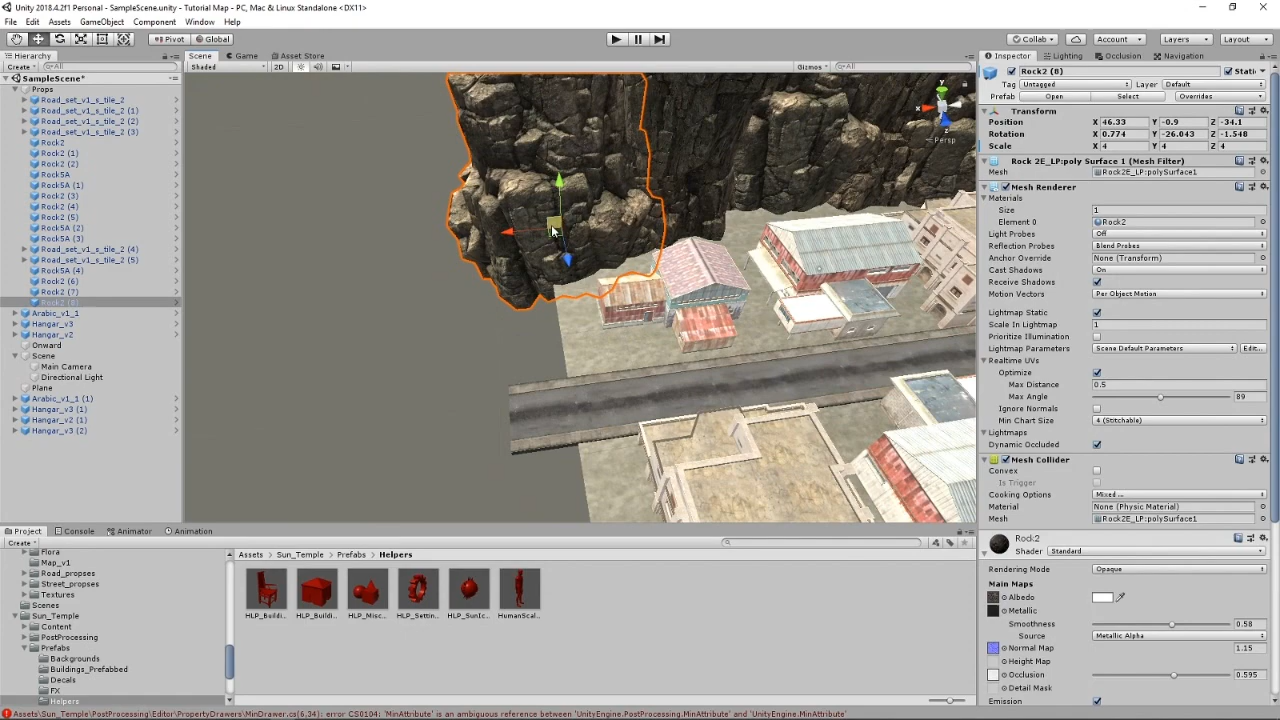 Unity 2018.4.2f1 Personal - SampleScene.unity - Tutorial Map - PC, Mac & Linux Standalone <DX11>
File Edit Assets GameObject Component Window Help
Pivot Global Collab Account Layers Layout
Hierarchy
Create All
SampleScene*
Props
Road_set_v1_s_tile_2
Road_set_v1_s_tile_2 (1)
Road_set_v1_s_tile_2 (2)
Road_set_v1_s_tile_2 (3)
Rock2
Rock2 (1)
Rock2 (2)
Rock5A
Rock5A (1)
Rock2 (3)
Rock2 (4)
Rock2 (5)
Rock5A (2)
Rock5A (3)
Road_set_v1_s_tile_2 (4)
Road_set_v1_s_tile_2 (5)
Rock5A (4)
Rock2 (6)
Rock2 (7)
Rock2 (8)
Arabic_v1_1
Hangar_v3
Hangar_v2
Onward
Scene
Main Camera
Directional Light
Plane
Arabic_v1_1 (1)
Hangar_v3 (1)
Hangar_v2 (1)
Hangar_v3 (2)
Scene Game Asset Store
Shaded 2D Gizmos All
y
x
z
Persp
Inspector Lighting Occlusion Navigation
Rock2 (8) Stati
Tag Untagged Layer Default
Prefab Open Select Overrides
Transform
Position X 46.33 Y -0.9 Z -34.1
Rotation X 0.774 Y -26.043 Z -1.548
Scale X 4 Y 4 Z 4
Rock 2E_LP:poly Surface 1 (Mesh Filter)
Mesh Rock2E_LP:polySurface1
Mesh Renderer
Materials
Size 1
Element 0 Rock2
Light Probes Off
Reflection Probes Blend Probes
Anchor Override None (Transform)
Cast Shadows On
Receive Shadows
Motion Vectors Per Object Motion
Lightmap Static
Scale In Lightmap 1
Prioritize Illumination
Lightmap Parameters Scene Default Parameters Edit...
Realtime UVs
Optimize
Max Distance 0.5
Max Angle 89
Ignore Normals
Min Chart Size 4 (Stitchable)
Lightmaps
Dynamic Occluded
Mesh Collider
Convex
Is Trigger
Cooking Options Mixed ...
Material None (Physic Material)
Mesh Rock2E_LP:polySurface1
Rock2
Shader Standard
Rendering Mode Opaque
Main Maps
Albedo
Metallic
Smoothness 0.58
Source Metallic Alpha
Normal Map 1.15
Height Map
Occlusion 0.595
Detail Mask
Emission
Project Console Animator Animation
Create
Flora
Map_v1
Road_propses
Street_propses
Textures
Scenes
Sun_Temple
Content
PostProcessing
Prefabs
Backgrounds
Buildings_Prefabbed
Decals
FX
Helpers
Assets Sun_Temple Prefabs Helpers
HLP_Buildi... HLP_Buildi... HLP_Misc... HLP_Settin... HLP_SunIc... HumanScal...
Assets/Sun_Temple/PostProcessing/Editor/PropertyDrawers/MinDrawer.cs(6,34): error CS0104: 'MinAttribute' is an ambiguous reference between 'UnityEngine.PostProcessing.MinAttribute' and 'UnityEngine.MinAttribute'